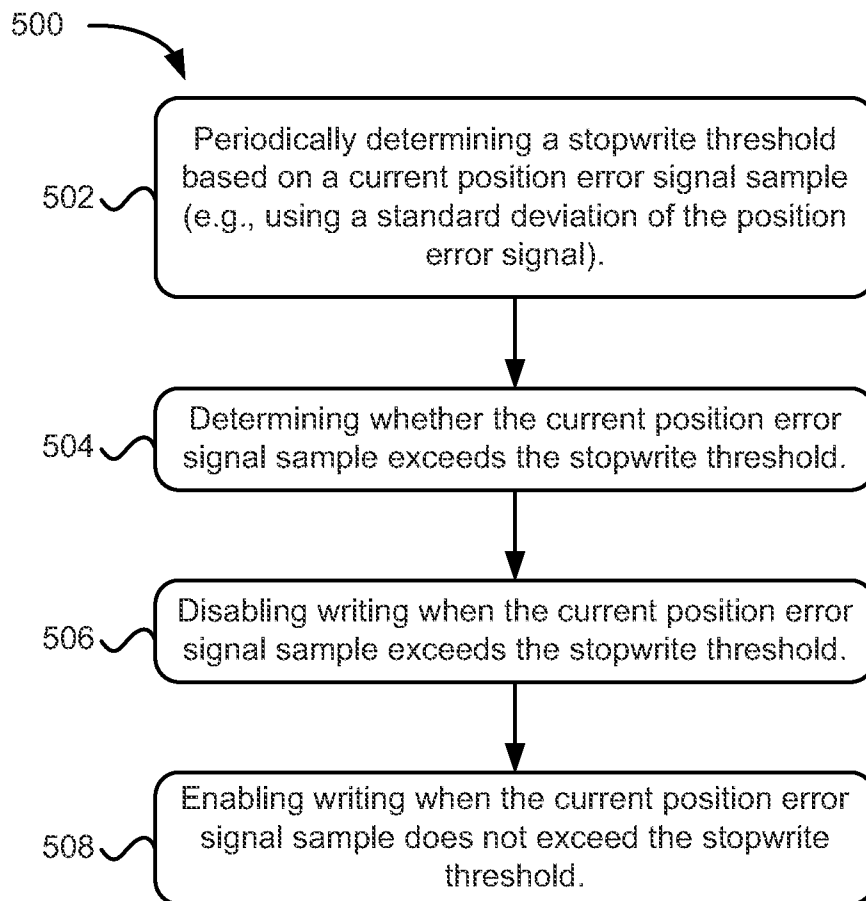 500
502
Periodically determining a stopwrite threshold
based on a current position error signal sample
(e.g., using a standard deviation of the position
error signal).
504
Determining whether the current position error
signal sample exceeds the stopwrite threshold.
506
Disabling writing when the current position error
signal sample exceeds the stopwrite threshold.
508
Enabling writing when the current position error
signal sample does not exceed the stopwrite
threshold.